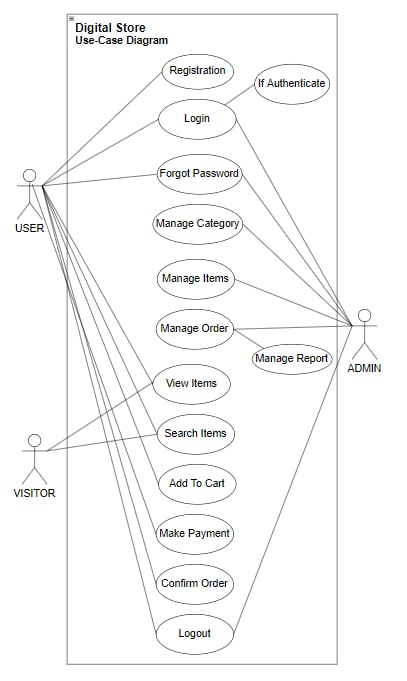 Digital Store
Use-Case Diagram
Registration
If Authenticate
Login
Forgot Password
USER
Manage Category
Manage Items
Manage Order
Manage Report
ADMIN
View Items
Search Items
VISITOR
Add To Cart
Make Payment
Confirm Order
Logout